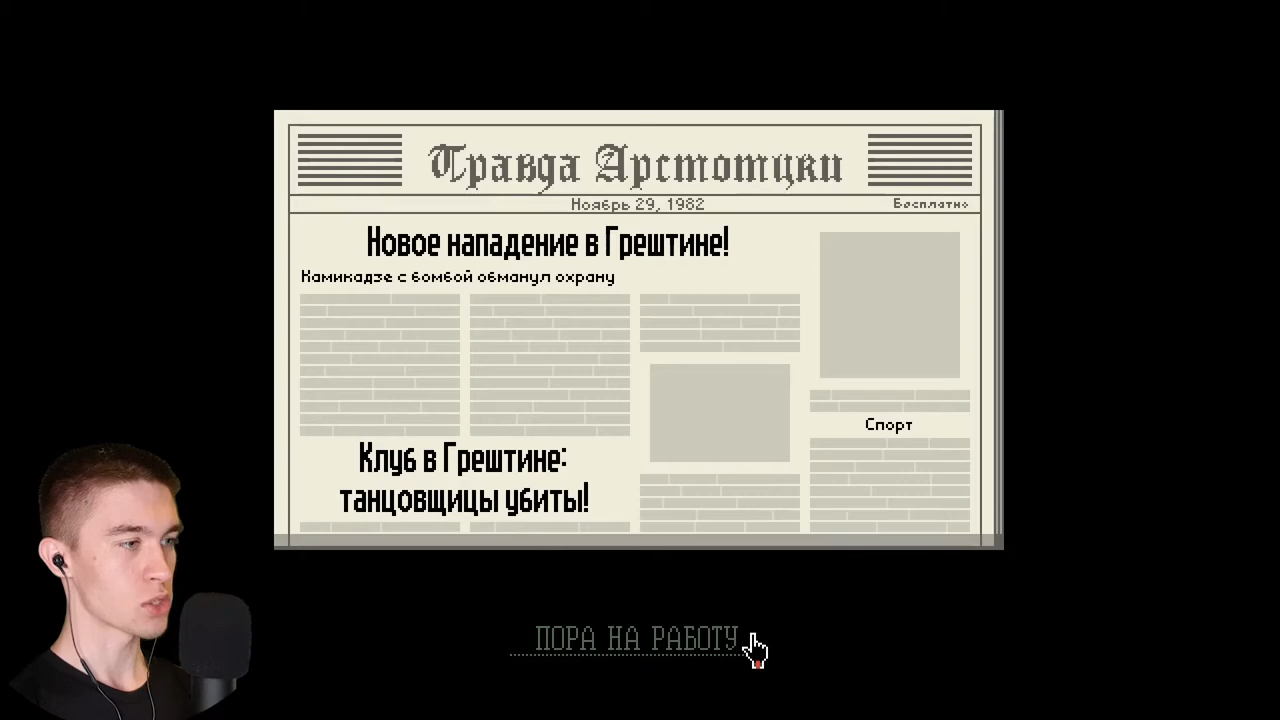 Правда Арстотцки
Ноябрь 29, 1982
Бесплатно
Новое нападение в Грештине!
Камикадзе с бомбой обманул охрану
Клуб в Грештине:
танцовщицы убиты!
Спорт
ПОРА НА РАБОТУ